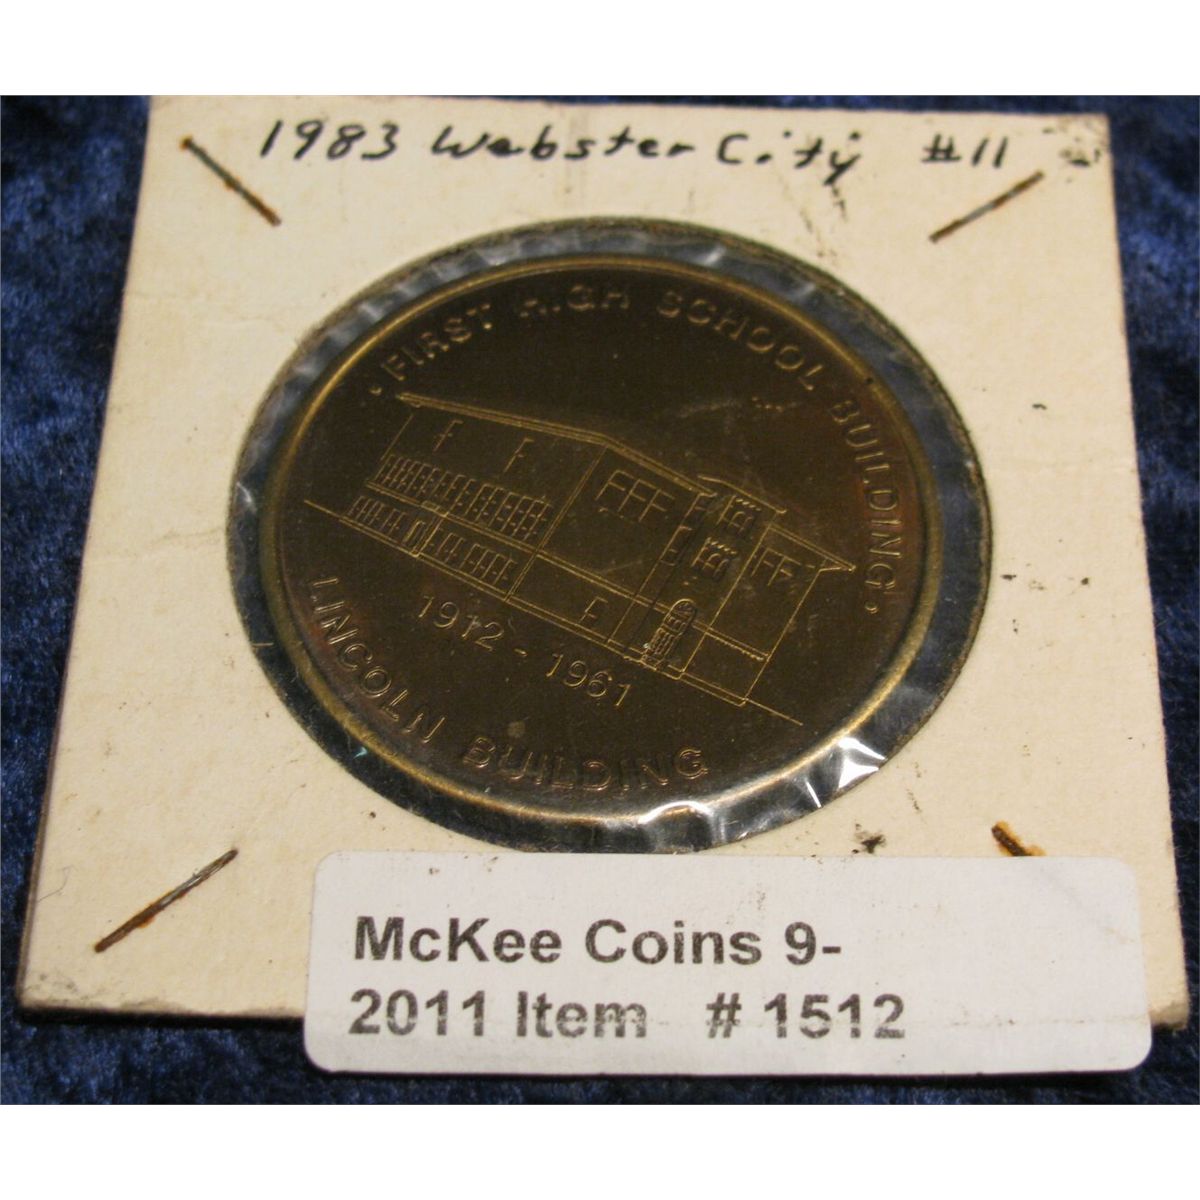 1983 Webster City #11
• FIRST HIGH SCHOOL BUILDING •
1912 - 1961
LINCOLN BUILDING
McKee Coins 9-
2011 Item # 1512